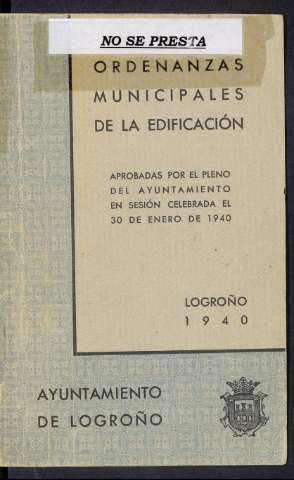 NO SE PRESTA
ORDENANZAS
MUNICIPALES
DE LA EDIFICACIÓN
APROBADAS POR EL PLENO
DEL AYUNTAMIENTO
EN SESIÓN CELEBRADA EL
30 DE ENERO DE 1940
LOGROÑO
1940
AYUNTAMIENTO
DE LOGROÑO